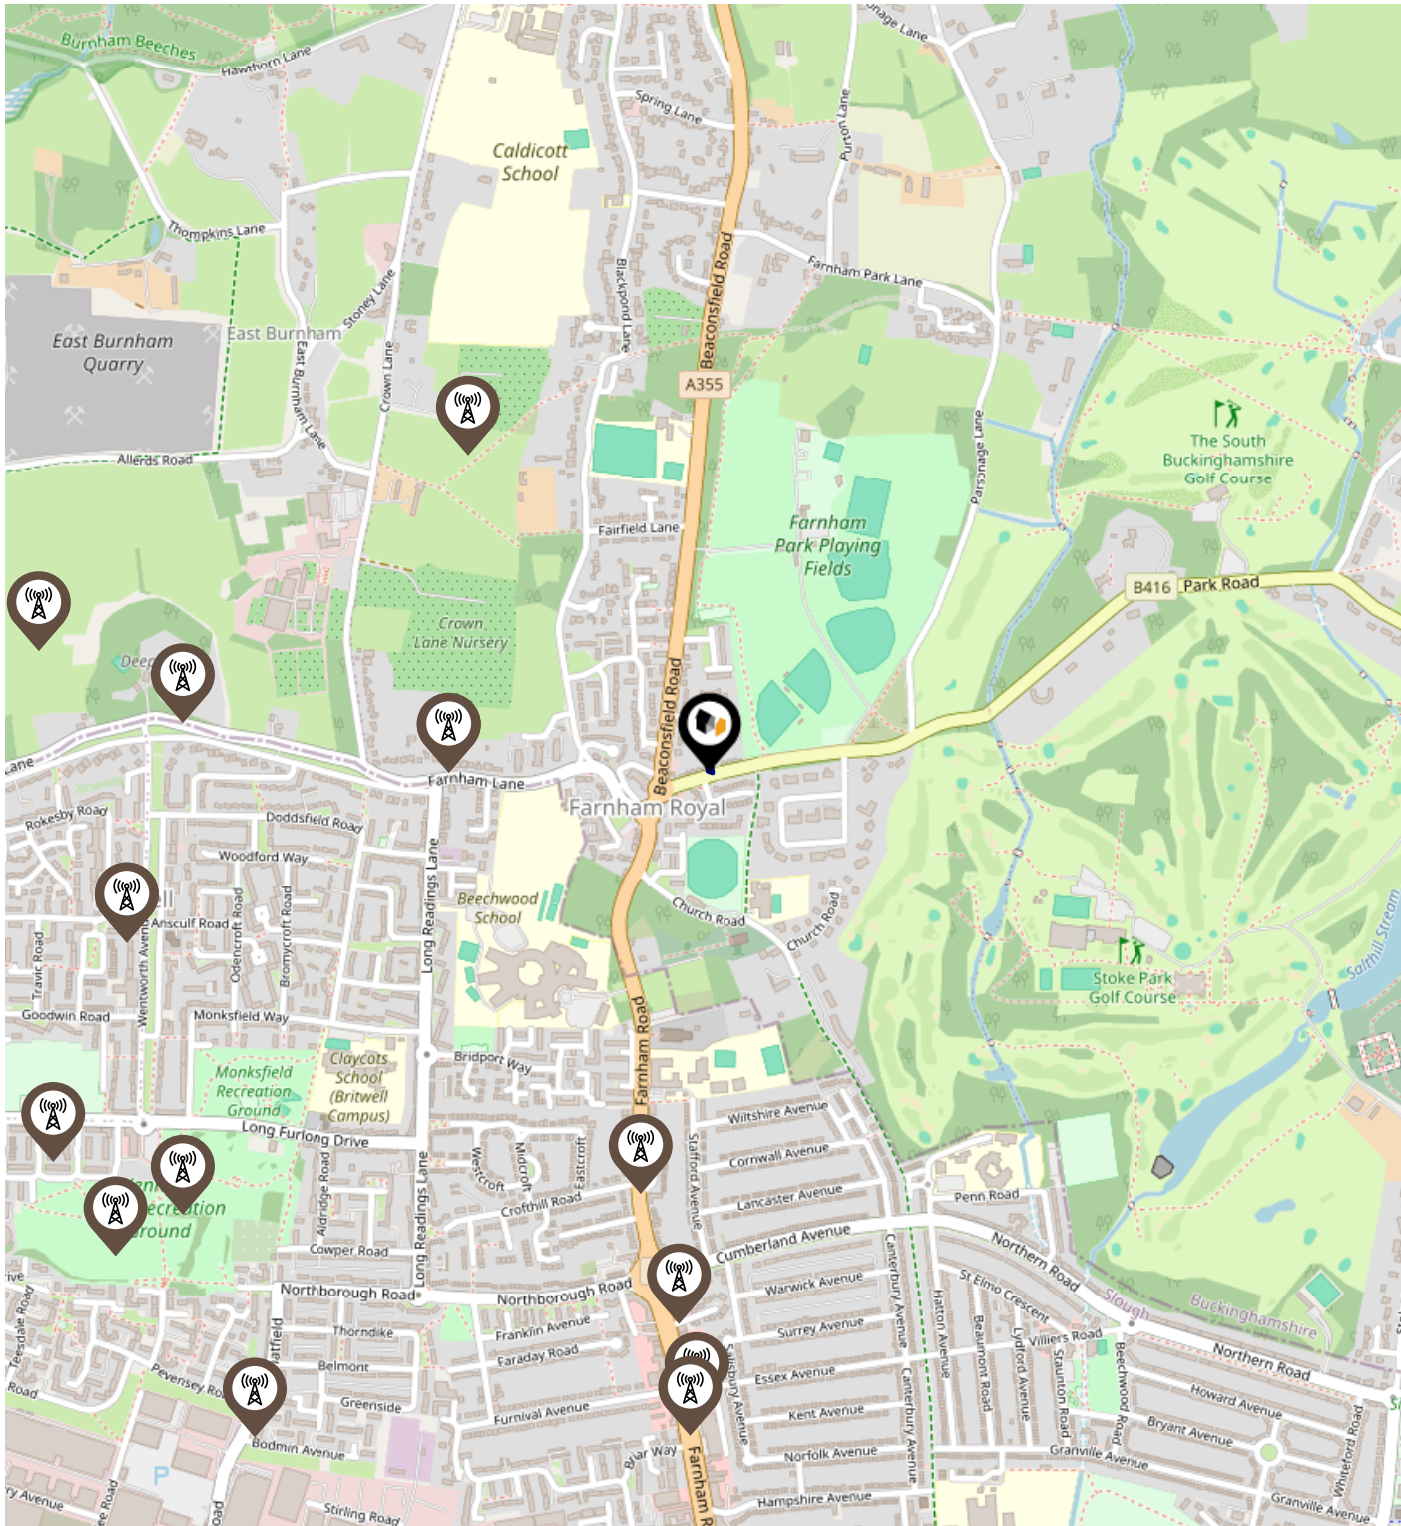 Burnham Beeches
Hawthorn Lane
Spring Lane
Purton Lane
Caldicott
School
Thompkins Lane
Stoney Lane
Blackpond Lane
Beaconsfield Road
Farnham Park Lane
East Burnham
East Burnham
Quarry
East Burnham Lane
Crown Lane
A355
Parsonage Lane
The South
Buckinghamshire
Golf Course
Allerds Road
Fairfield Lane
Farnham
Park Playing
Fields
B416
Park Road
Crown
Lane Nursery
Beaconsfield Road
Lane
Farnham Lane
Farnham Royal
Rokesby Road
Doddsfield Road
Woodford Way
Long Readings Lane
Beechwood
School
Church Road
Church Road
Anscull Road
Odencroft Road
Bromycroft Road
Travic Road
Wentworth Avenue
Salthill Stream
Stoke Park
Golf Course
Goodwin Road
Monksfield Way
Farnham Road
Bridport Way
Monksfield
Recreation
Ground
Claycots
School
(Britwell
Campus)
Wiltshire Avenue
Long Furlong Drive
Cornwall Avenue
Stafford Avenue
Westcroft
Midcroft
Eastcroft
Lancaster Avenue
Penn Road
Crofthill Road
Aldridge Road
Long Readings Lane
Cowper Road
Cumberland Avenue
Northern Road
Canterbury Avenue
Northborough Road
Northborough Road
Warwick Avenue
St Elmo Crescent
Slough
Buckinghamshire
Hatton Avenue
Beaumont Road
Lydford Avenue
Villiers Road
Staunton Road
Beechwood Road
Northern Road
Teesdale Road
Thorndike
Franklin Avenue
Faraday Road
Surrey Avenue
Salisbury Avenue
Belmont
Essex Avenue
Canterbury Avenue
Greenside
Furnival Avenue
Kent Avenue
Howard Avenue
Bryant Avenue
Whiteford Road
Road
Bodmin Avenue
Briar Way
Norfolk Avenue
Granville Avenue
P
Farnham R
Stirling Road
Hampshire Avenue
Granville Avenue